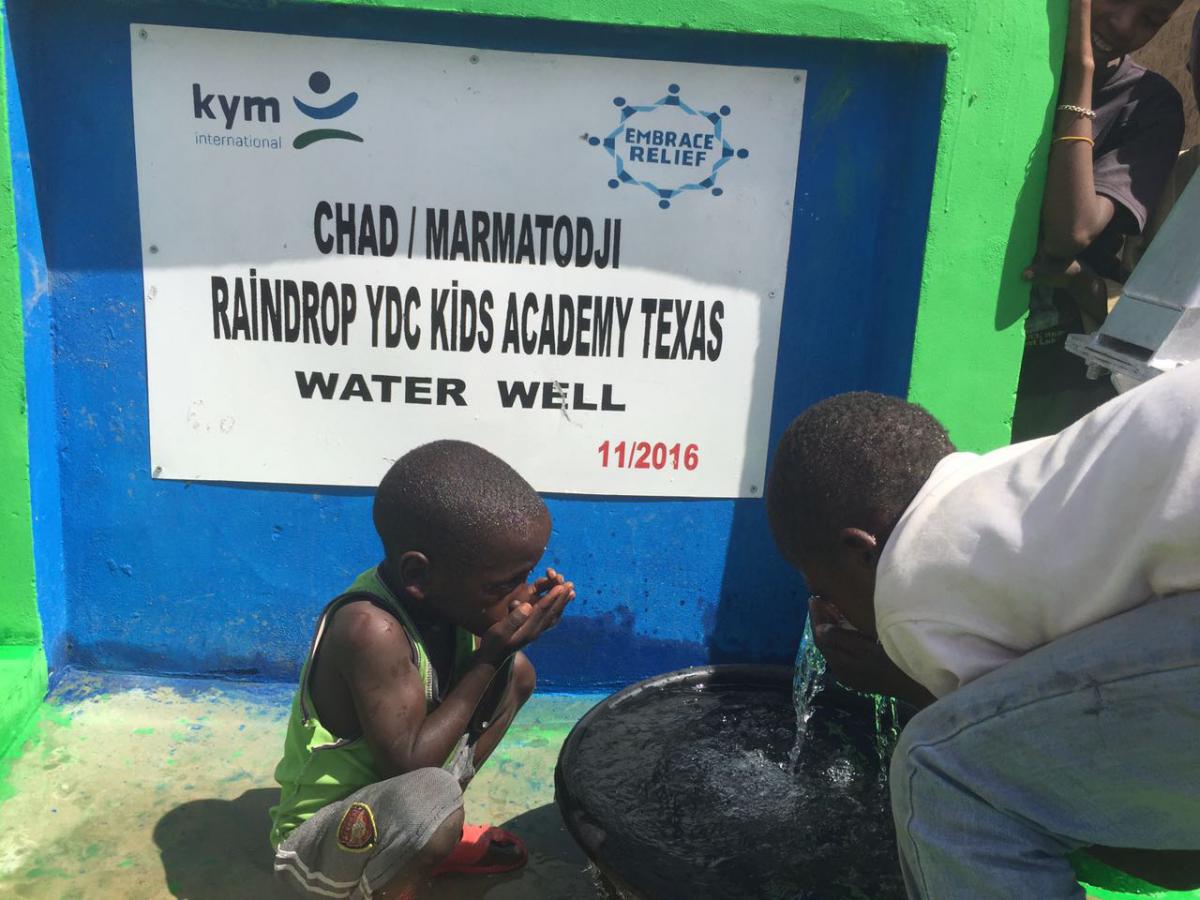 kym
international
EMBRACE
RELIEF
CHAD / MARMATODJI
RAİNDROP YDC KİDS ACADEMY TEXAS
WATER WELL
11/2016